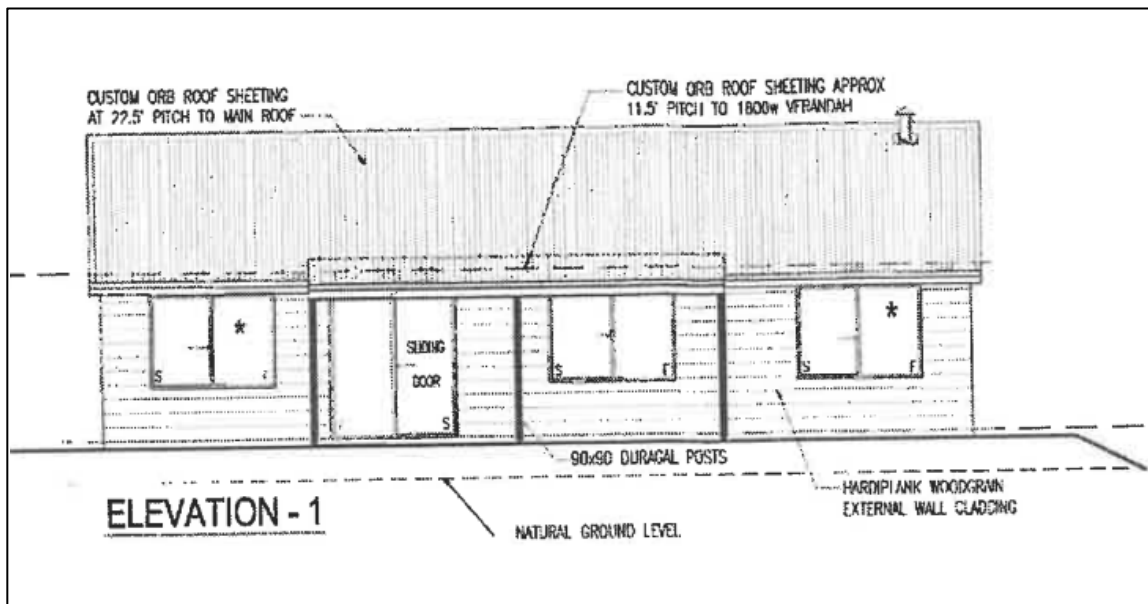 CUSTOM ORB ROOF SHEETING
AT 22.5° PITCH TO MAIN ROOF
CUSTOM ORB ROOF SHEETING APPROX
11.5° PITCH TO 1800w VERANDAH
*
*
SLIDING
DOOR
S
F
S
S
F
S
F
90x90 DURAGAL POSTS
HARDIPLANK WOODGRAIN
EXTERNAL WALL CLADDING
ELEVATION - 1
NATURAL GROUND LEVEL